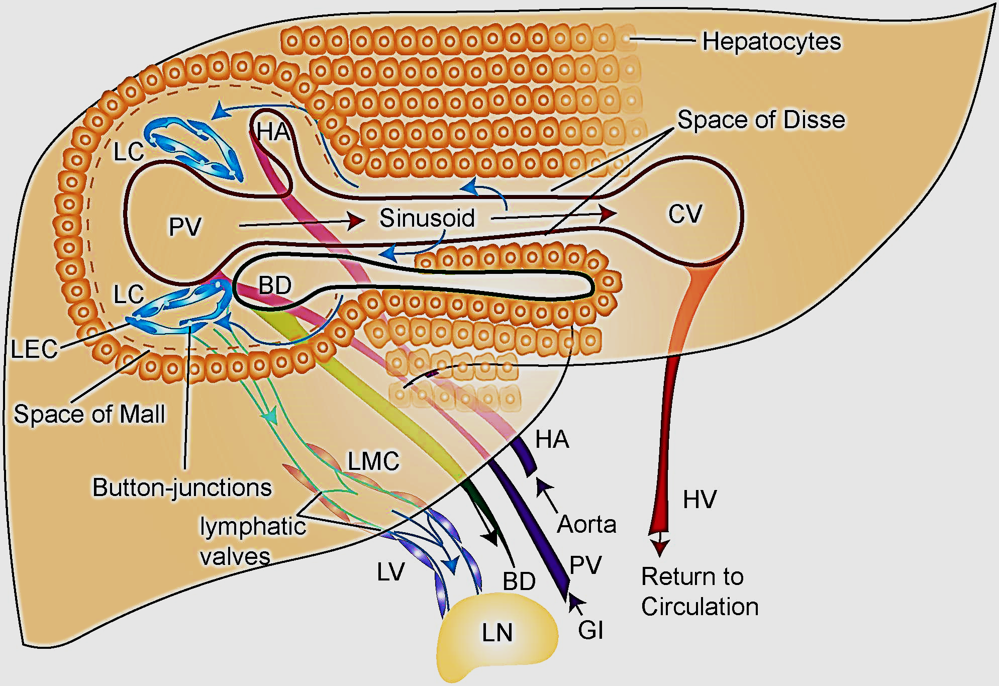 Hepatocytes
Space of Disse
HA
LC
CV
Sinusoid
PV
BD
LC
LEC
Space of Mall
HA
LMC
Button-junctions
HV
Aorta
lymphatic
valves
PV
LV
BD
Return to
Circulation
GI
LN